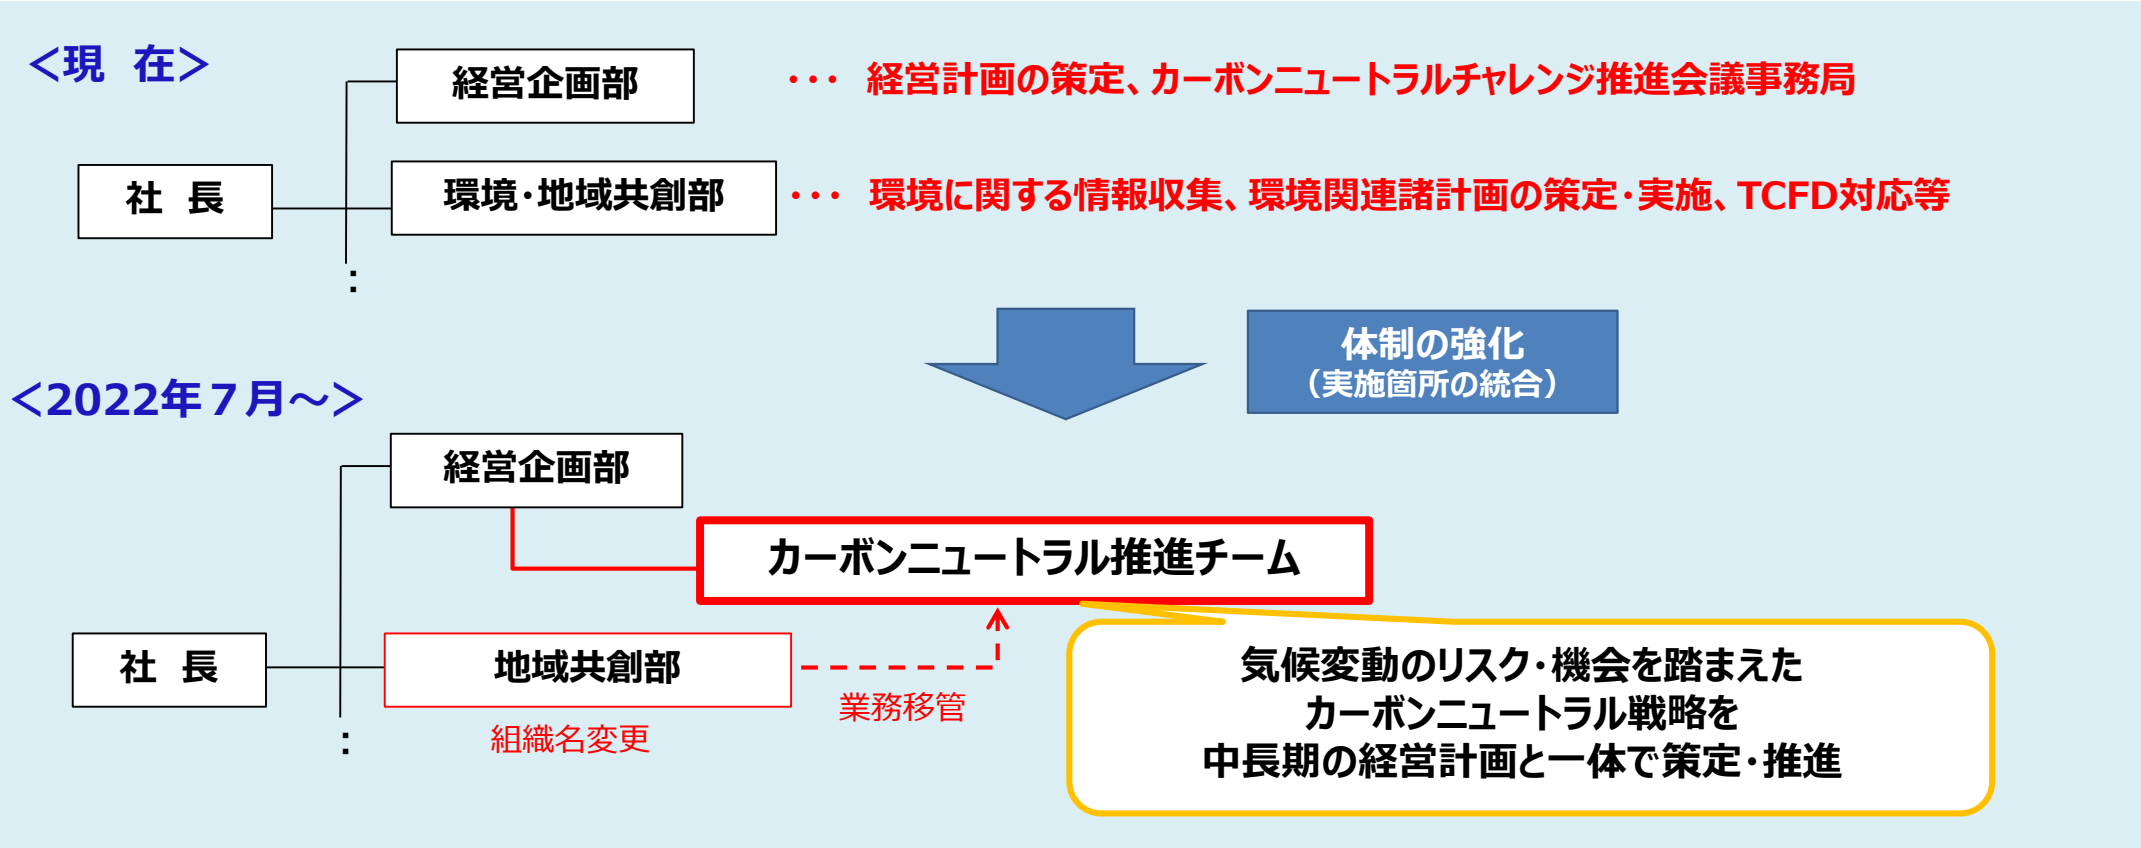 ＜現　在＞
経営企画部
・・・　経営計画の策定、カーボンニュートラルチャレンジ推進会議事務局
社　長
環境・地域共創部
・・・　環境に関する情報収集、環境関連諸計画の策定・実施、TCFD対応等
：
体制の強化
（実施箇所の統合）
＜2022年７月～＞
経営企画部
カーボンニュートラル推進チーム
社　長
地域共創部
業務移管
組織名変更
：
気候変動のリスク・機会を踏まえた
カーボンニュートラル戦略を
中長期の経営計画と一体で策定・推進